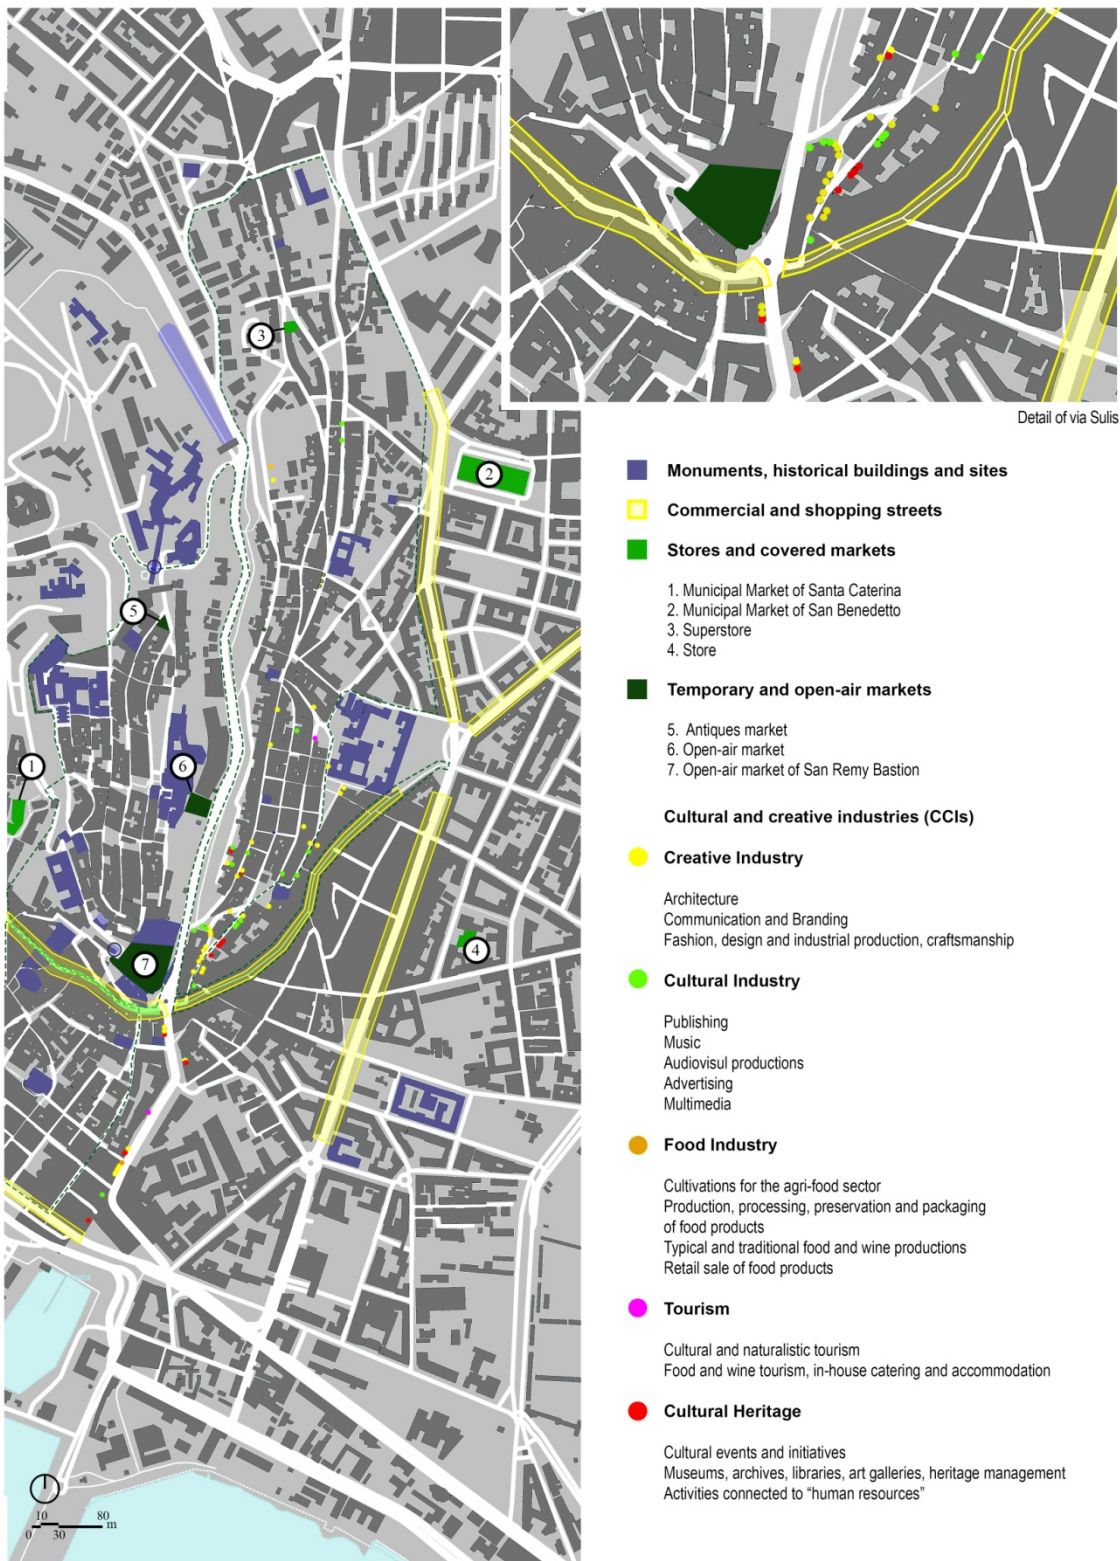 Detail of via Sulis
Monuments, historical buildings and sites
Commercial and shopping streets
Stores and covered markets
1. Municipal Market of Santa Caterina
2. Municipal Market of San Benedetto
3. Superstore
4. Store
Temporary and open-air markets
5. Antiques market
6. Open-air market
7. Open-air market of San Remy Bastion
Cultural and creative industries (CCIs)
Creative Industry
Architecture
Communication and Branding
Fashion, design and industrial production, craftsmanship
Cultural Industry
Publishing
Music
Audiovisul productions
Advertising
Multimedia
Food Industry
Cultivations for the agri-food sector
Production, processing, preservation and packaging
of food products
Typical and traditional food and wine productions
Retail sale of food products
Tourism
Cultural and naturalistic tourism
Food and wine tourism, in-house catering and accommodation
Cultural Heritage
Cultural events and initiatives
Museums, archives, libraries, art galleries, heritage management
Activities connected to “human resources”
3
2
5
1
6
7
4
10 80
0 30 m